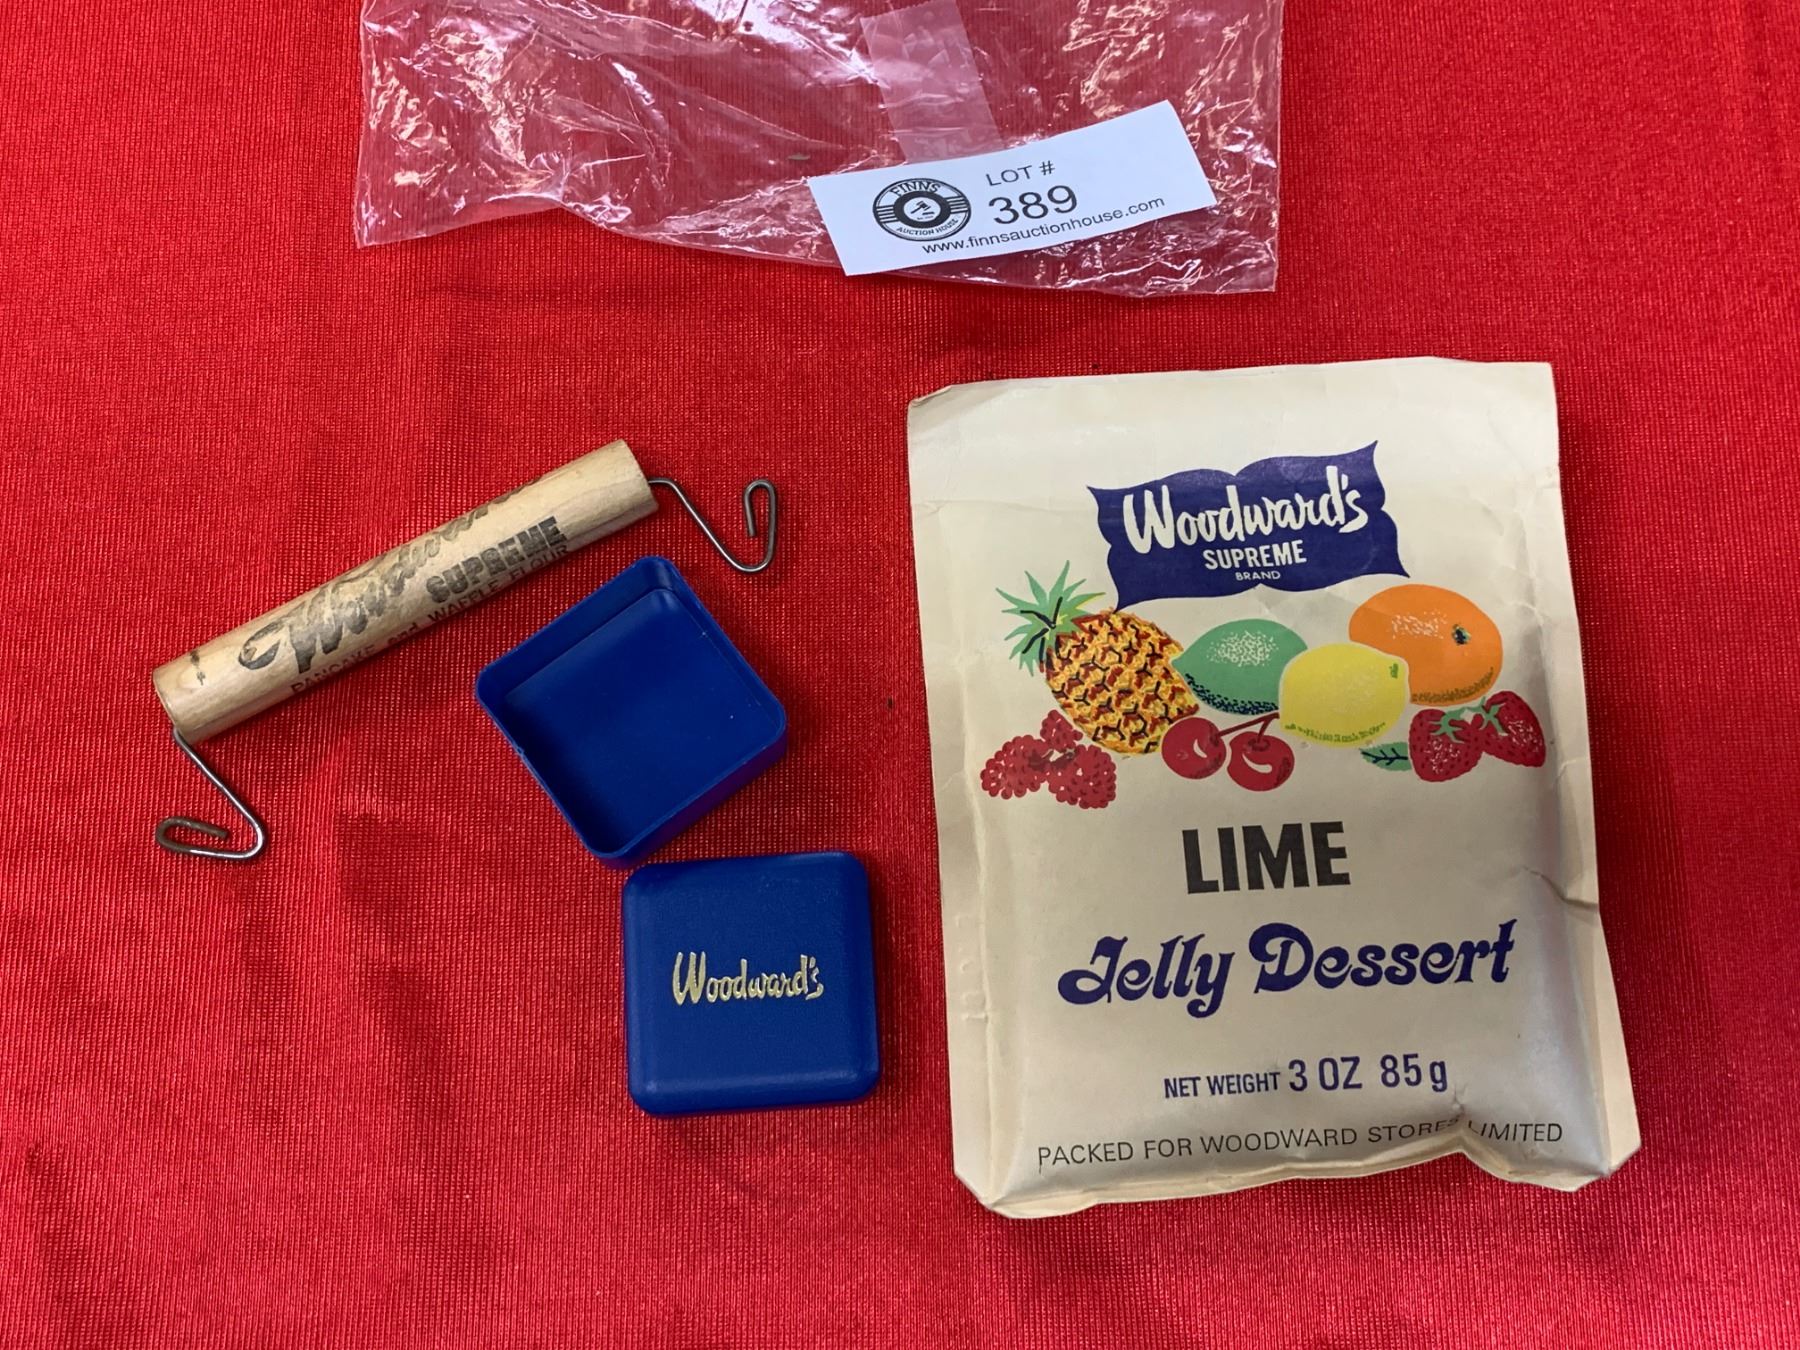 LOT #
FINNS
389
AUCTION HOUSE
www.finnsauctionhouse.com
Woodward's
SUPREME
PANCAKE and WAFFLE FLOUR
Woodward's
Woodward's
SUPREME
BRAND
LIME
Jelly Dessert
NET WEIGHT 3 OZ 85 g
PACKED FOR WOODWARD STORES LIMITED